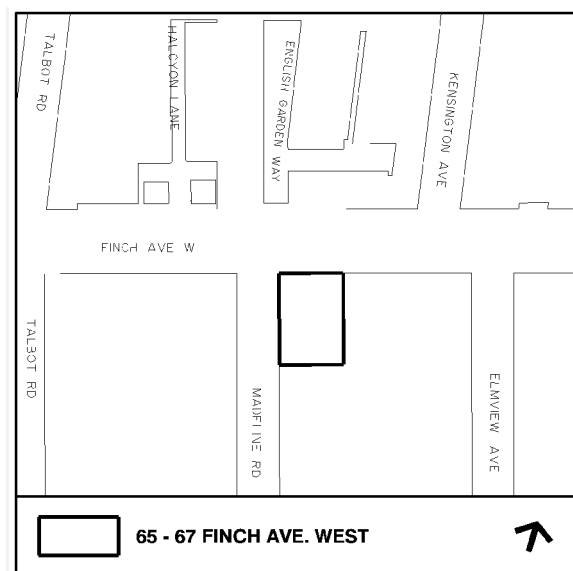 TALBOT RD
HALCYON LANE
ENGLISH GARDEN WAY
KENSINGTON AVE
FINCH AVE W
TALBOT RD
MADELINE RD
ELMVIEW AVE
65 - 67 FINCH AVE. WEST